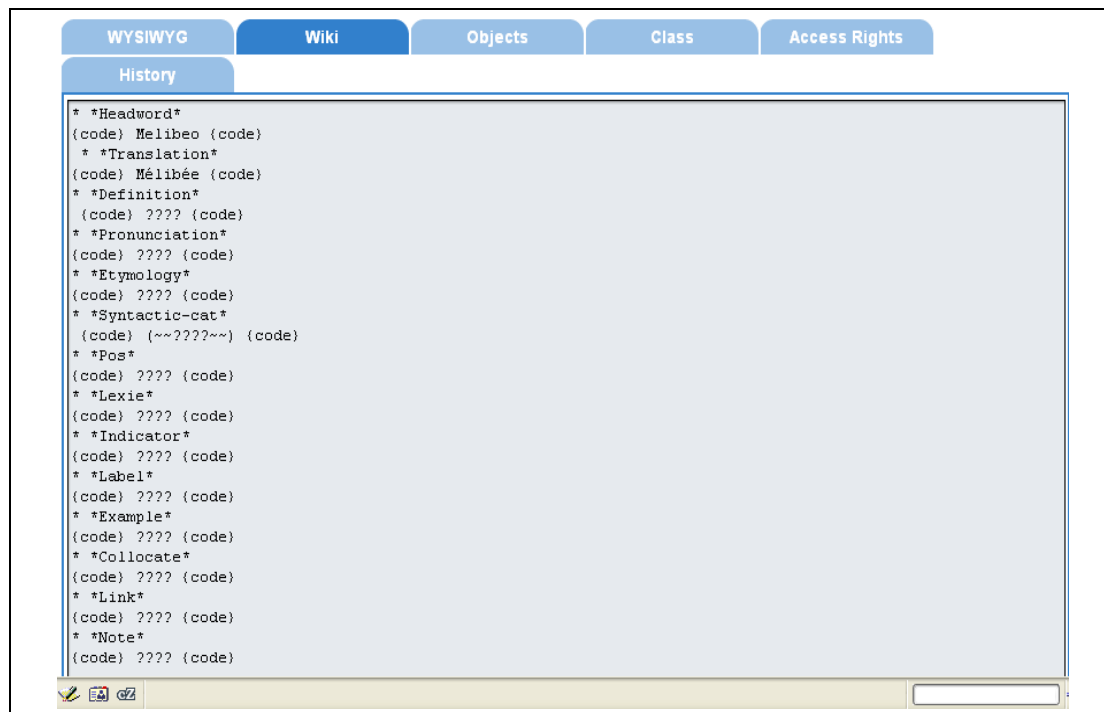 WYSIWYG Wiki Objects Class Access Rights
History
* *Headword*
{code} Melibeo {code}
 * *Translation*
{code} Mélibée {code}
* *Definition*
 {code} ???? {code}
* *Pronunciation*
{code} ???? {code}
* *Etymology*
{code} ???? {code}
* *Syntactic-cat*
 {code} (~~????~~) {code}
* *Pos*
{code} ???? {code}
* *Lexie*
{code} ???? {code}
* *Indicator*
{code} ???? {code}
* *Label*
{code} ???? {code}
* *Example*
{code} ???? {code}
* *Collocate*
{code} ???? {code}
* *Link*
{code} ???? {code}
* *Note*
{code} ???? {code}